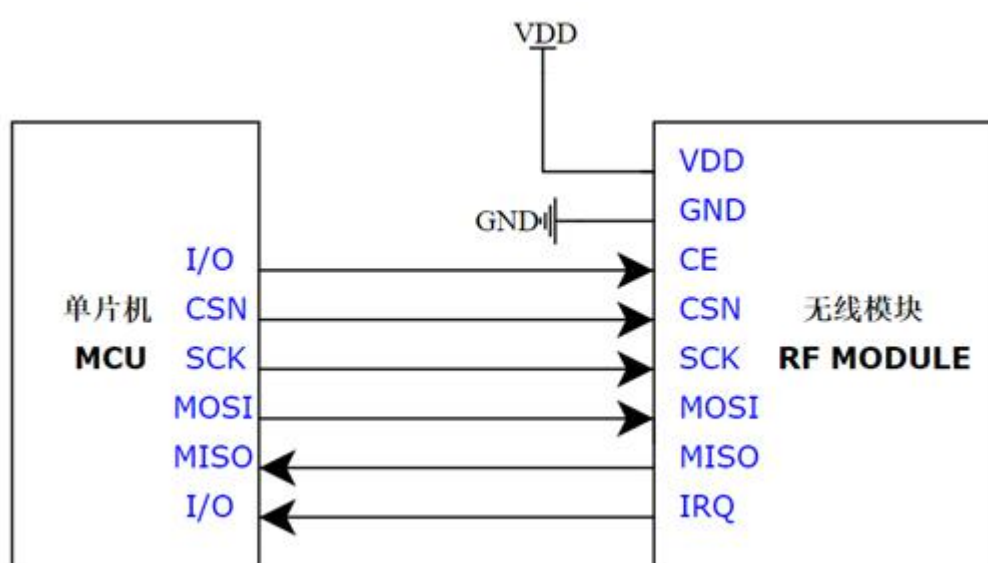 VDD
VDD
GND
GND
I/O
CE
单片机
CSN
CSN
无线模块
MCU
SCK
SCK
RF MODULE
MOSI
MOSI
MISO
MISO
I/O
IRQ